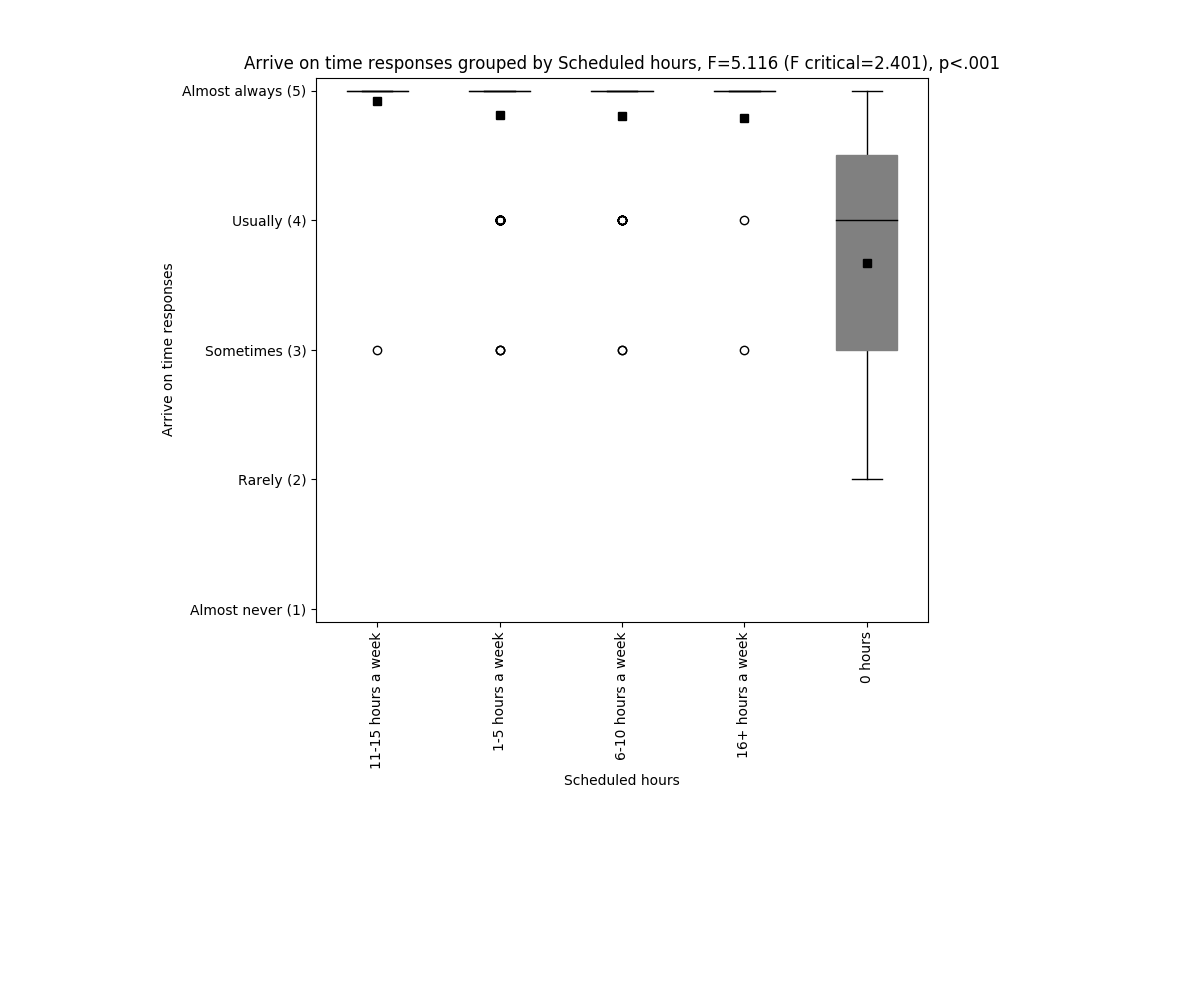 Arrive on time responses grouped by Scheduled hours, F=5.116 (F critical=2.401), p<.001
Almost always (5)
Usually (4)
Sometimes (3)
Rarely (2)
Almost never (1)
Arrive on time responses
11-15 hours a week
1-5 hours a week
6-10 hours a week
16+ hours a week
0 hours
Scheduled hours